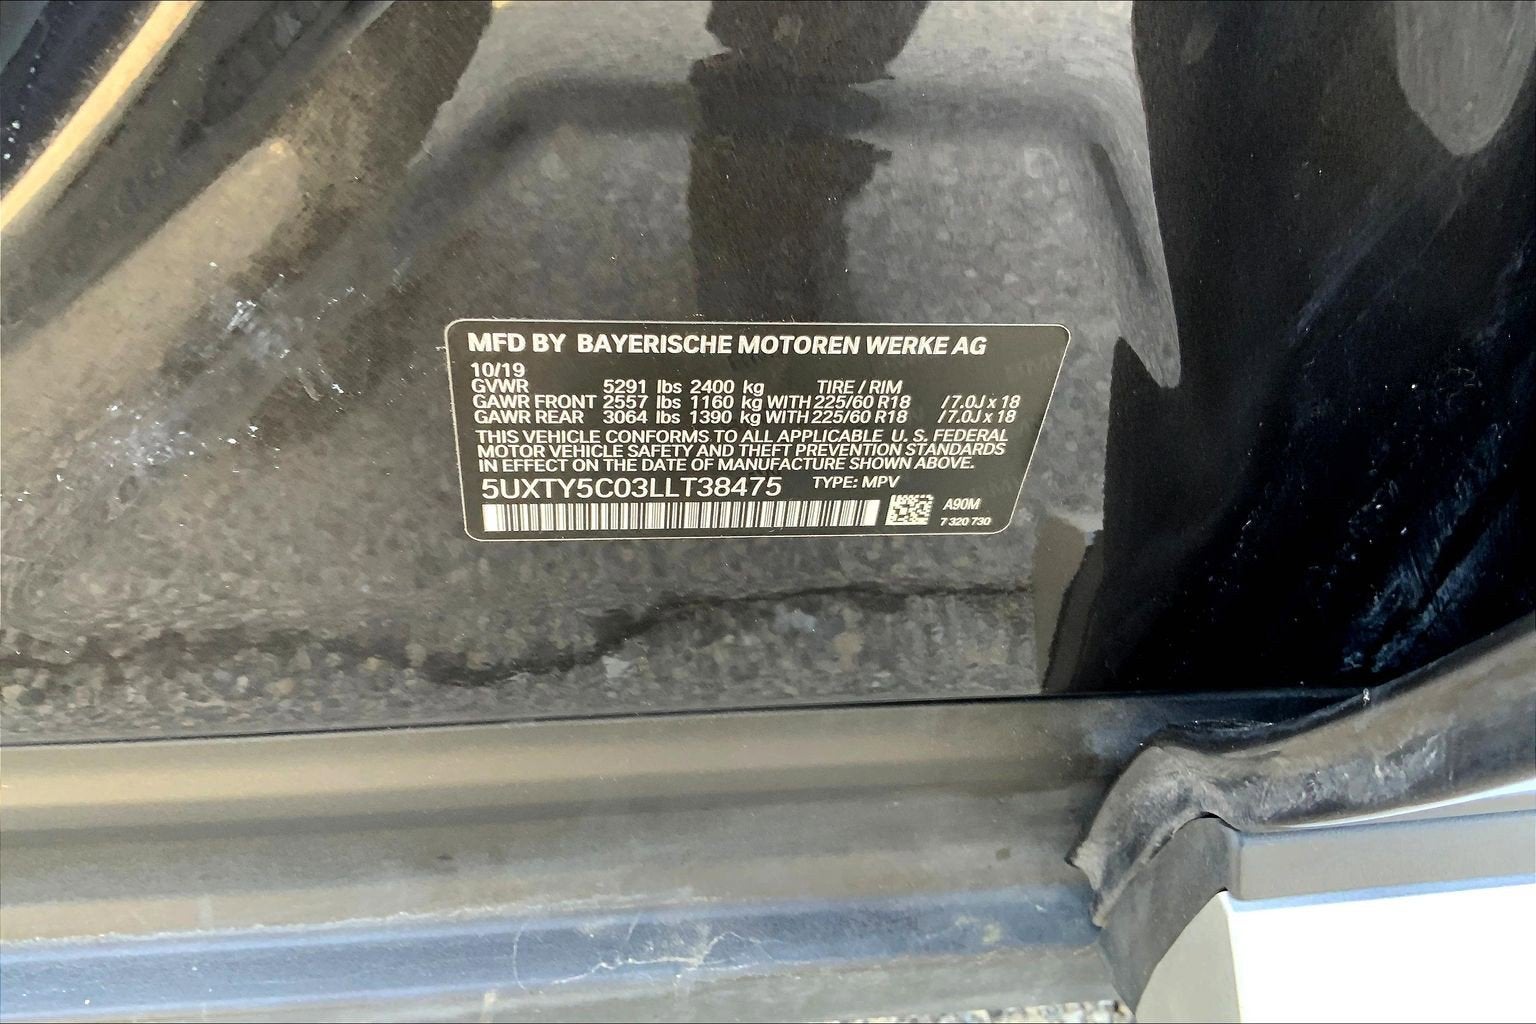 MFD BY BAYERISCHE MOTOREN WERKE AG
10/19
GVWR 5291 lbs 2400 kg TIRE / RIM
GAWR FRONT 2557 lbs 1160 kg WITH 225/60 R18 /7.0J x 18
GAWR REAR 3064 lbs 1390 kg WITH 225/60 R18 /7.0J x 18
THIS VEHICLE CONFORMS TO ALL APPLICABLE U. S. FEDERAL
MOTOR VEHICLE SAFETY AND THEFT PREVENTION STANDARDS
IN EFFECT ON THE DATE OF MANUFACTURE SHOWN ABOVE.
5UXTY5C03LLT38475 TYPE: MPV
A90M
7 320 730